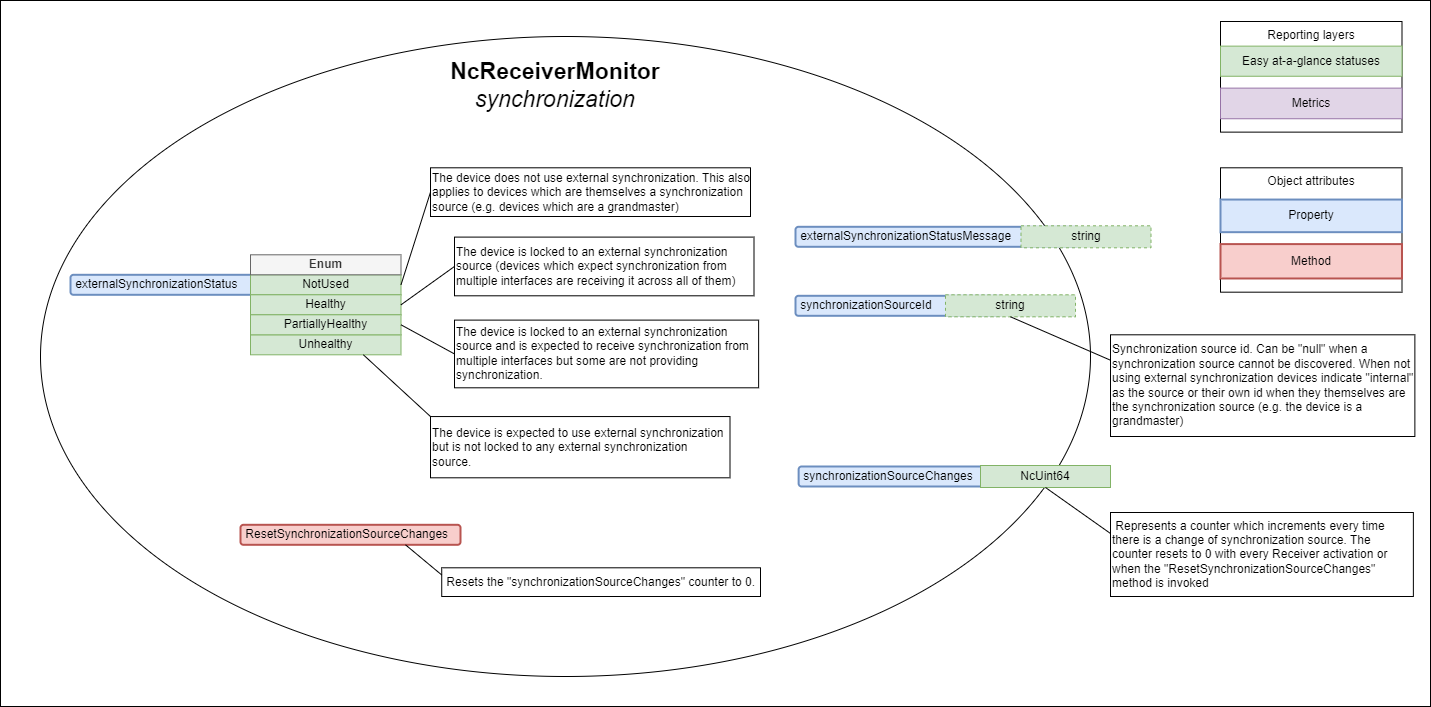 NcReceiverMonitor
synchronization
Reporting layers
Easy at-a-glance statuses
Metrics
Object attributes
Property
Method
The device does not use external synchronization. This also
applies to devices which are themselves a synchronization
source (e.g. devices which are a grandmaster)
The device is locked to an external synchronization
source (devices which expect synchronization from
multiple interfaces are receiving it across all of them)
externalSynchronizationStatus
Enum
NotUsed
Healthy
PartiallyHealthy
Unhealthy
The device is locked to an external synchronization
source and is expected to receive synchronization from
multiple interfaces but some are not providing
synchronization.
The device is expected to use external synchronization
but is not locked to any external synchronization
source.
ResetSynchronizationSourceChanges
Resets the "synchronizationSourceChanges" counter to 0.
externalSynchronizationStatusMessage
string
synchronizationSourceId
string
Synchronization source id. Can be "null" when a
synchronization source cannot be discovered. When not
using external synchronization devices indicate "internal"
as the source or their own id when they themselves are
the synchronization source (e.g. the device is a
grandmaster)
synchronizationSourceChanges
NcUint64
Represents a counter which increments every time
there is a change of synchronization source. The
counter resets to 0 with every Receiver activation or
when the "ResetSynchronizationSourceChanges"
method is invoked